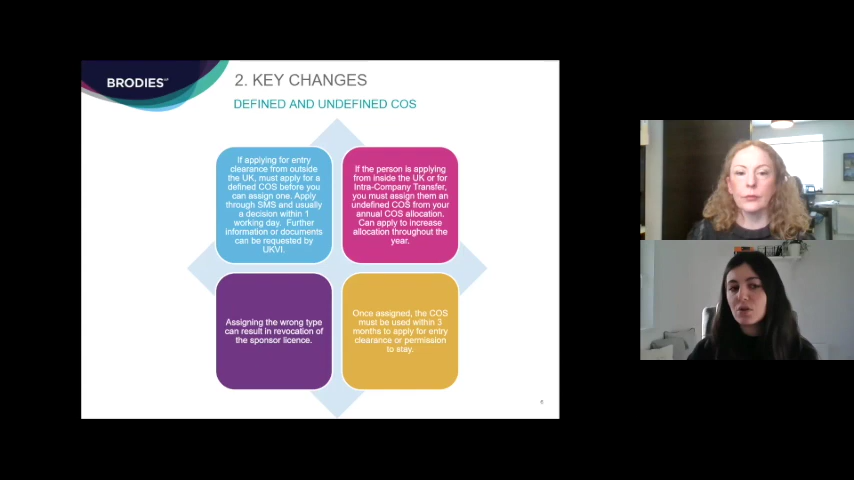 BRODIES LLP
2. KEY CHANGES
DEFINED AND UNDEFINED COS
If applying for entry
clearance from outside
the UK, must apply for a
defined COS before you
can assign one. Apply
through SMS and usually
a decision within 1
working day. Further
information or documents
can be requested by
UKVI.
If the person is applying
from inside the UK or for
Intra-Company Transfer,
you must assign them an
undefined COS from your
annual COS allocation.
Can apply to increase
allocation throughout the
year.
Assigning the wrong type
can result in revocation of
the sponsor licence.
Once assigned, the COS
must be used within 3
months to apply for entry
clearance or permission
to stay.